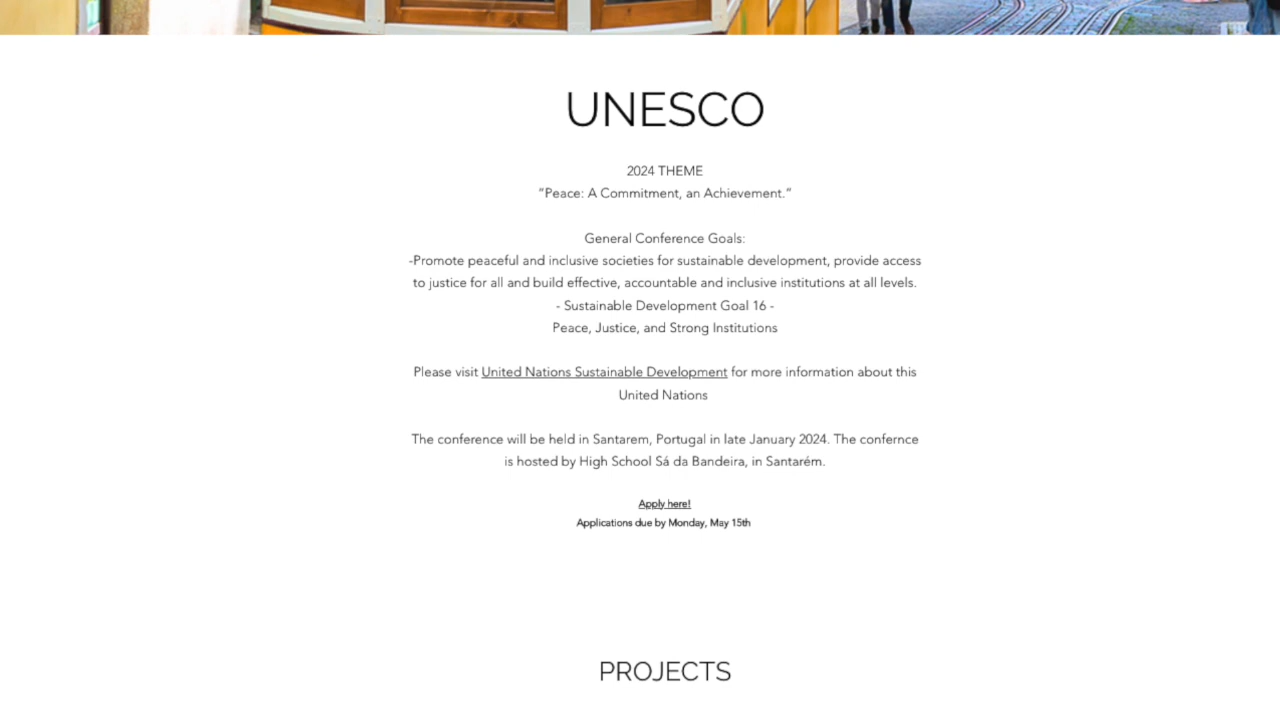 UNESCO
2024 THEME
“Peace: A Commitment, an Achievement.”
General Conference Goals:
-Promote peaceful and inclusive societies for sustainable development, provide access
to justice for all and build effective, accountable and inclusive institutions at all levels.
- Sustainable Development Goal 16 -
Peace, Justice, and Strong Institutions
Please visit United Nations Sustainable Development for more information about this
United Nations
The conference will be held in Santarem, Portugal in late January 2024. The confernce
is hosted by High School Sá da Bandeira, in Santarém.
Apply here!
Applications due by Monday, May 15th
PROJECTS